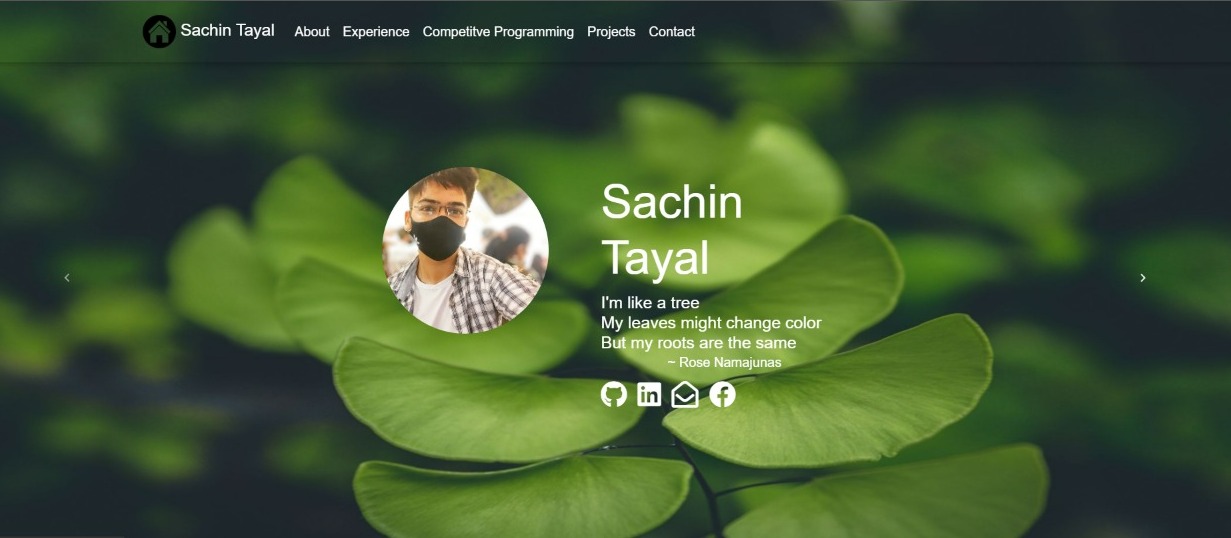 Sachin Tayal About Experience Competitve Programming Projects Contact
Sachin
Tayal
I'm like a tree
My leaves might change color
But my roots are the same
~ Rose Namajunas